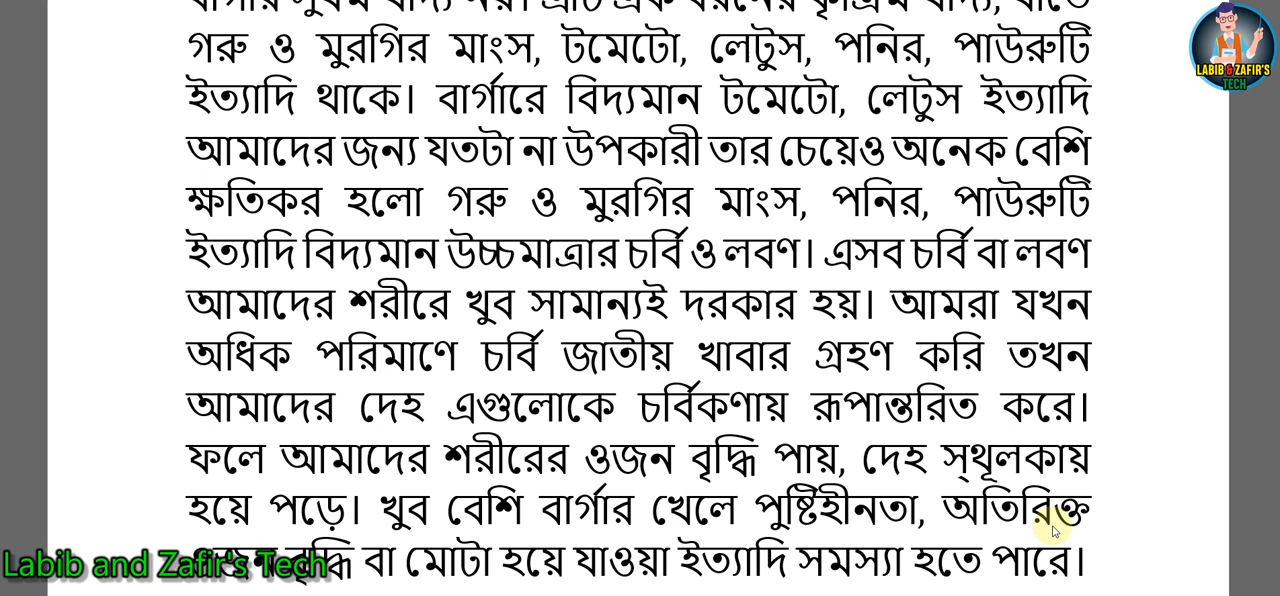 গরু ও মুরগির মাংস, টমেটো, লেটুস, পনির, পাউরুটি
ইত্যাদি থাকে। বার্গারে বিদ্যমান টমেটো, লেটুস ইত্যাদি
আমাদের জন্য যতটা না উপকারী তার চেয়েও অনেক বেশি
ক্ষতিকর হলো গরু ও মুরগির মাংস, পনির, পাউরুটি
ইত্যাদি বিদ্যমান উচ্চমাত্রার চর্বি ও লবণ। এসব চর্বি বা লবণ
আমাদের শরীরে খুব সামান্যই দরকার হয়। আমরা যখন
অধিক পরিমাণে চর্বি জাতীয় খাবার গ্রহণ করি তখন
আমাদের দেহ এগুলোকে চর্বিকণায় রূপান্তরিত করে।
ফলে আমাদের শরীরের ওজন বৃদ্ধি পায়, দেহ স্থূলকায়
হয়ে পড়ে। খুব বেশি বার্গার খেলে পুষ্টিহীনতা, অতিরিক্ত
বৃদ্ধি বা মোটা হয়ে যাওয়া ইত্যাদি সমস্যা হতে পারে।
Labib and Zafir's Tech
LABIB & ZAFIR'S
TECH